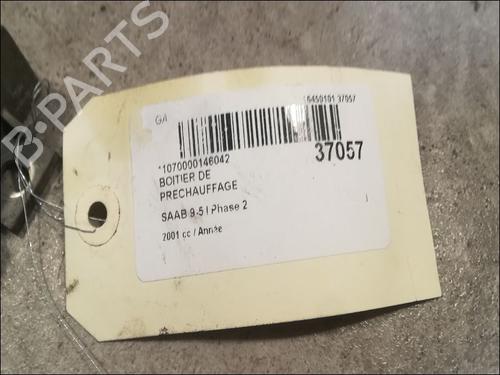 B-PARTS
GA
6450101 37057
*1070000146042
37057
BOITIER DE
PRECHAUFFAGE
SAAB 9-5 I Phase 2
2001 cc / Année